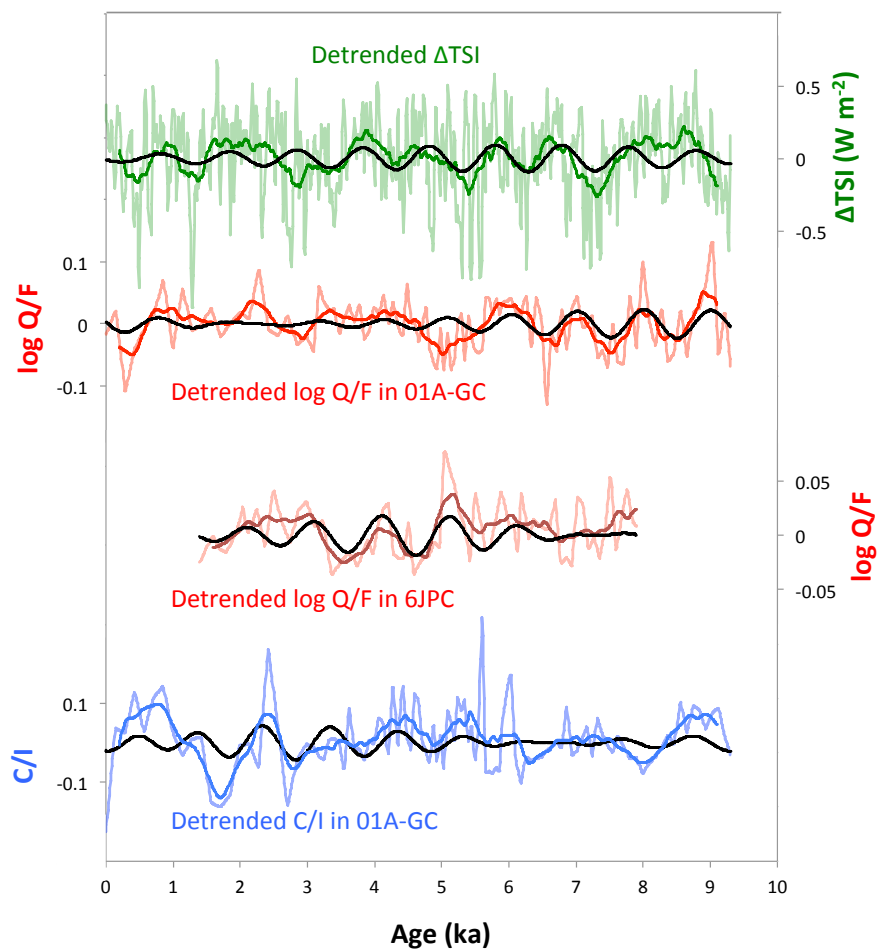 Detrended ΔTSI
0.5
0
-0.5
ΔTSI (W m⁻²)
0.1
0
-0.1
log Q/F
Detrended log Q/F in 01A-GC
0.05
0
-0.05
log Q/F
Detrended log Q/F in 6JPC
0.1
-0.1
C/I
Detrended C/I in 01A-GC
0 1 2 3 4 5 6 7 8 9 10
Age (ka)